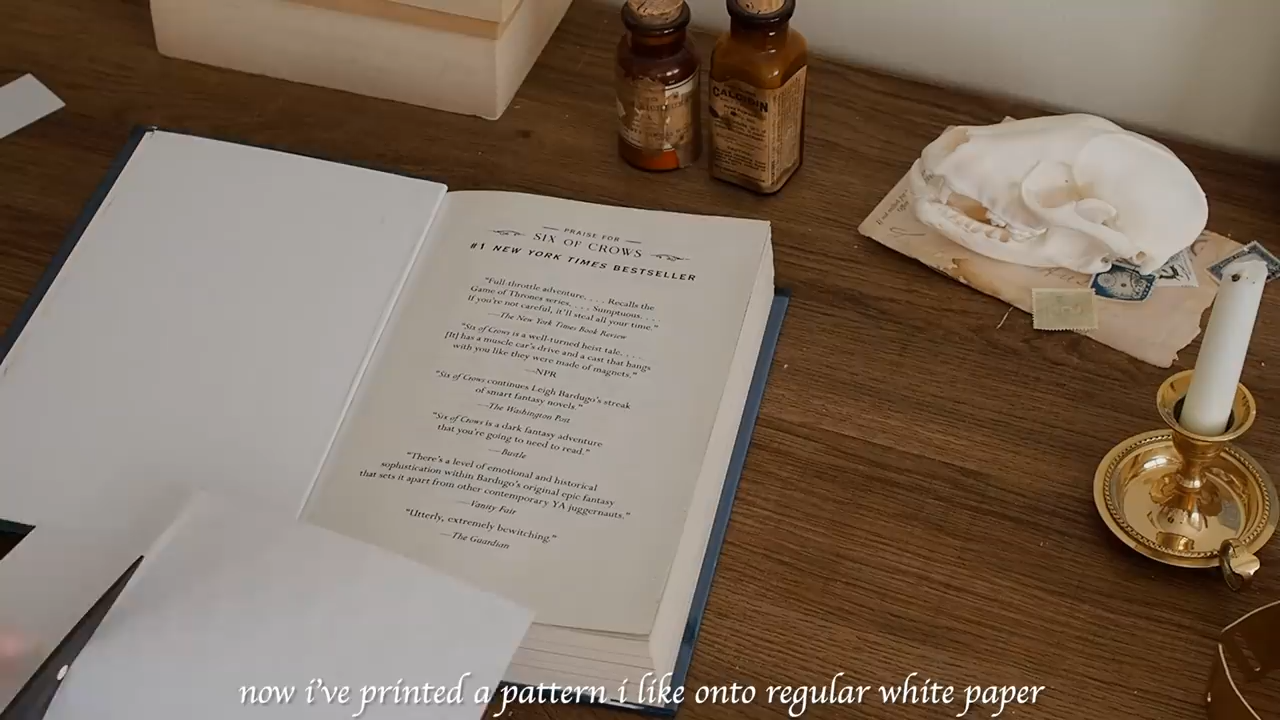 CALCIDIN
PRAISE FOR
SIX OF CROWS
#1 NEW YORK TIMES BESTSELLER
"Full-throttle adventure. . . . Recalls the
Game of Thrones series. . . . Sumptuous. . . .
If you're not careful, it'll steal all your time."
—The New York Times Book Review
"Six of Crows is a well-turned heist tale. . . .
[It] has a muscle car's drive and a cast that hangs
with you like they were made of magnets."
—NPR
"Six of Crows continues Leigh Bardugo's streak
of smart fantasy novels."
—The Washington Post
"Six of Crows is a dark fantasy adventure
that you're going to need to read."
—Bustle
"There's a level of emotional and historical
sophistication within Bardugo's original epic fantasy
that sets it apart from other contemporary YA juggernauts."
—Vanity Fair
"Utterly, extremely bewitching."
—The Guardian
now i've printed a pattern i like onto regular white paper